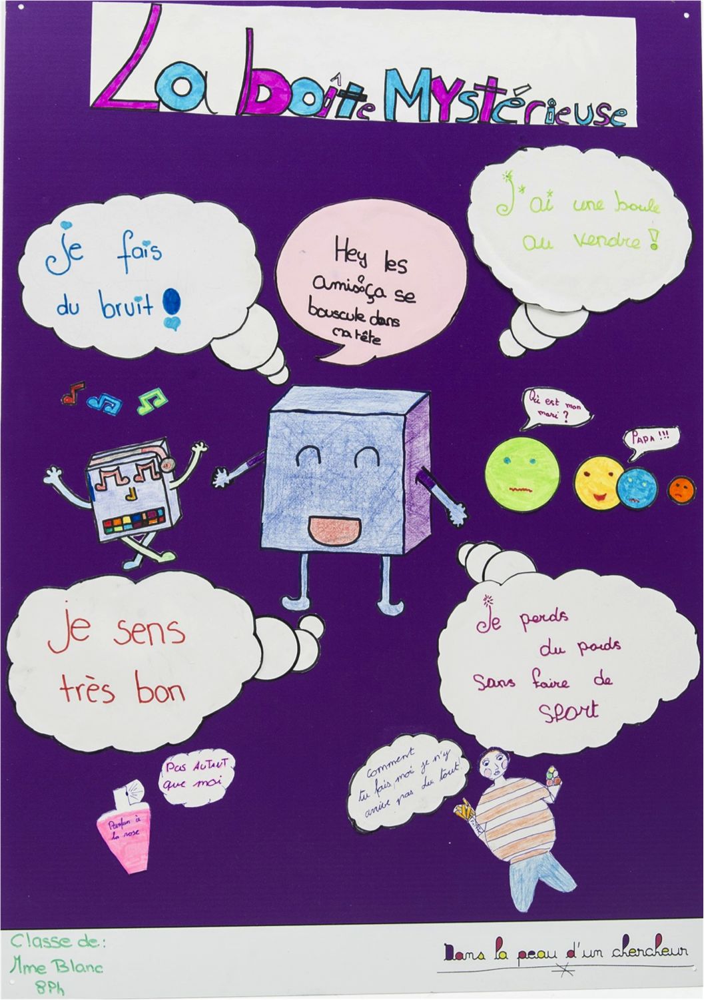 La boîte Mystérieuse
J'ai une boule
au vendre !
je fais
du bruit !
Hey les
amis: ça se
bouscule dans
ma tête
Où est mon
mari ?
PAPA !!!
je sens
très bon
Je perds
du poids
sans faire de
sport
Pas AUTAUT
que moi
comment
tu fais, moi je n'y
arrive pas du tout!
Parfun à
la rose
Classe de:
Mme Blanc
8Ph
Dans la peau d'un chercheur